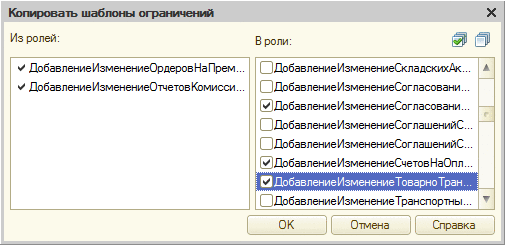 Копировать шаблоны ограничений
Из ролей:
В роли:
ДобавлениеИзменениеОрдеровНаПрем...
ДобавлениеИзменениеОтчетовКомисси...
ДобавлениеИзменениеСкладскихАк...
ДобавлениеИзменениеСогласовани...
ДобавлениеИзменениеСогласовани...
ДобавлениеИзменениеСоглашенийС...
ДобавлениеИзменениеСоглашенийС...
ДобавлениеИзменениеСчетовНаОпл...
ДобавлениеИзменениеТоварноТран...
ДобавлениеИзменениеТранспортны...
OK
Отмена
Справка